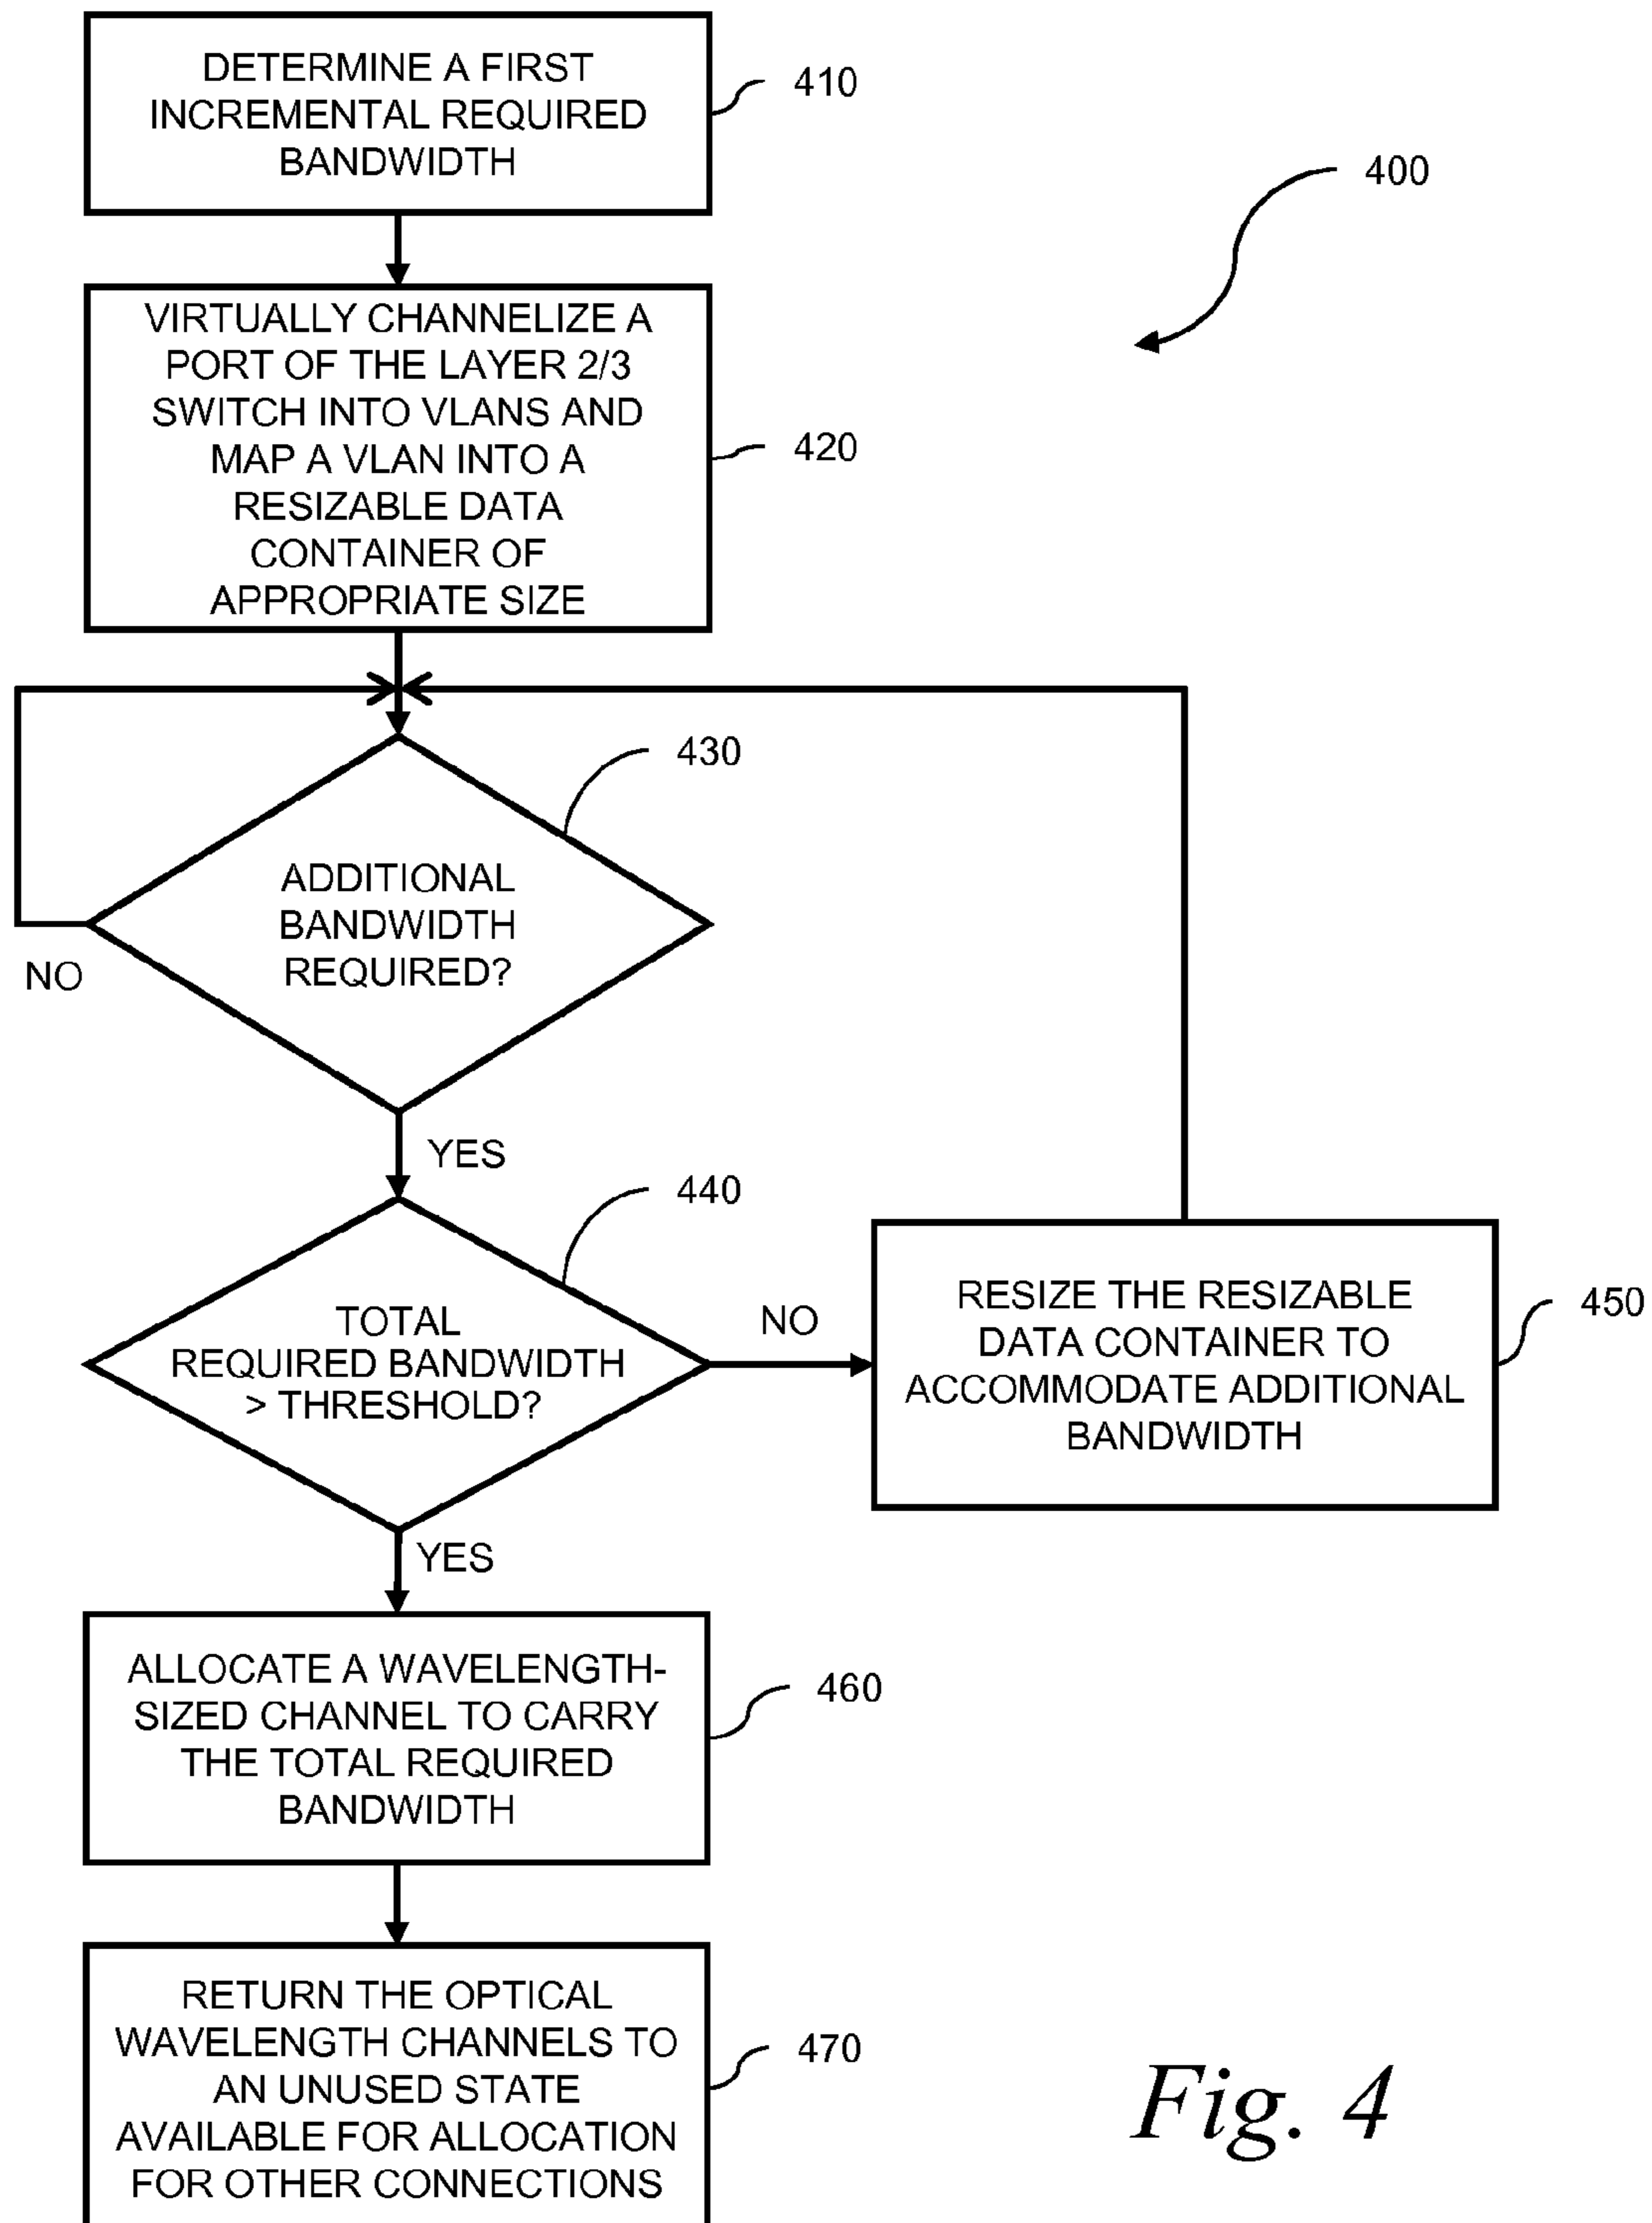 DETERMINE A FIRST
INCREMENTAL REQUIRED
BANDWIDTH
410
400
VIRTUALLY CHANNELIZE A
PORT OF THE LAYER 2/3
SWITCH INTO VLANS AND
MAP A VLAN INTO A
RESIZABLE DATA
CONTAINER OF
APPROPRIATE SIZE
420
430
ADDITIONAL
BANDWIDTH
REQUIRED?
NO
YES
440
TOTAL
REQUIRED BANDWIDTH
> THRESHOLD?
NO
RESIZE THE RESIZABLE
DATA CONTAINER TO
ACCOMMODATE ADDITIONAL
BANDWIDTH
450
YES
ALLOCATE A WAVELENGTH-
SIZED CHANNEL TO CARRY
THE TOTAL REQUIRED
BANDWIDTH
460
RETURN THE OPTICAL
WAVELENGTH CHANNELS TO
AN UNUSED STATE
AVAILABLE FOR ALLOCATION
FOR OTHER CONNECTIONS
470
Fig. 4